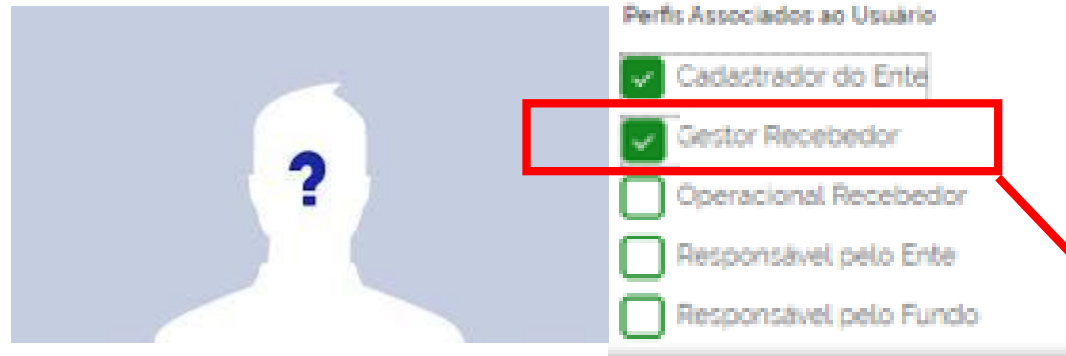 Perfis Associados ao Usuário
Cadastrador do Ente
Gestor Recebedor
?
Operacional Recebedor
Responsável pelo Ente
Responsável pelo Fundo